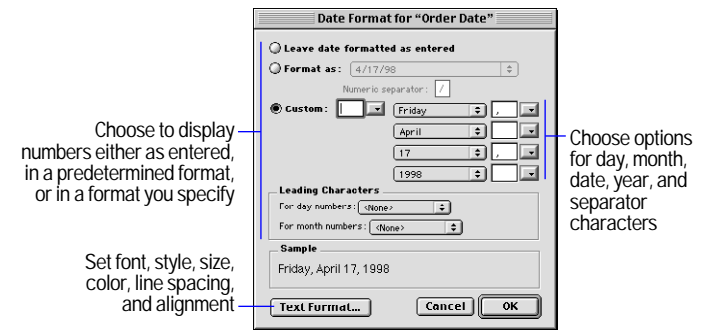 Date Format for “Order Date”
Leave date formatted as entered
Format as: 4/17/98
Numeric separator: /
Custom: Friday ,
April
17 ,
1998
Leading Characters
For day numbers: <None>
For month numbers: <None>
Sample
Friday, April 17, 1998
Text Format... Cancel OK
Choose to display
numbers either as entered,
in a predetermined format,
or in a format you specify
Set font, style, size,
color, line spacing,
and alignment
Choose options
for day, month,
date, year, and
separator
characters